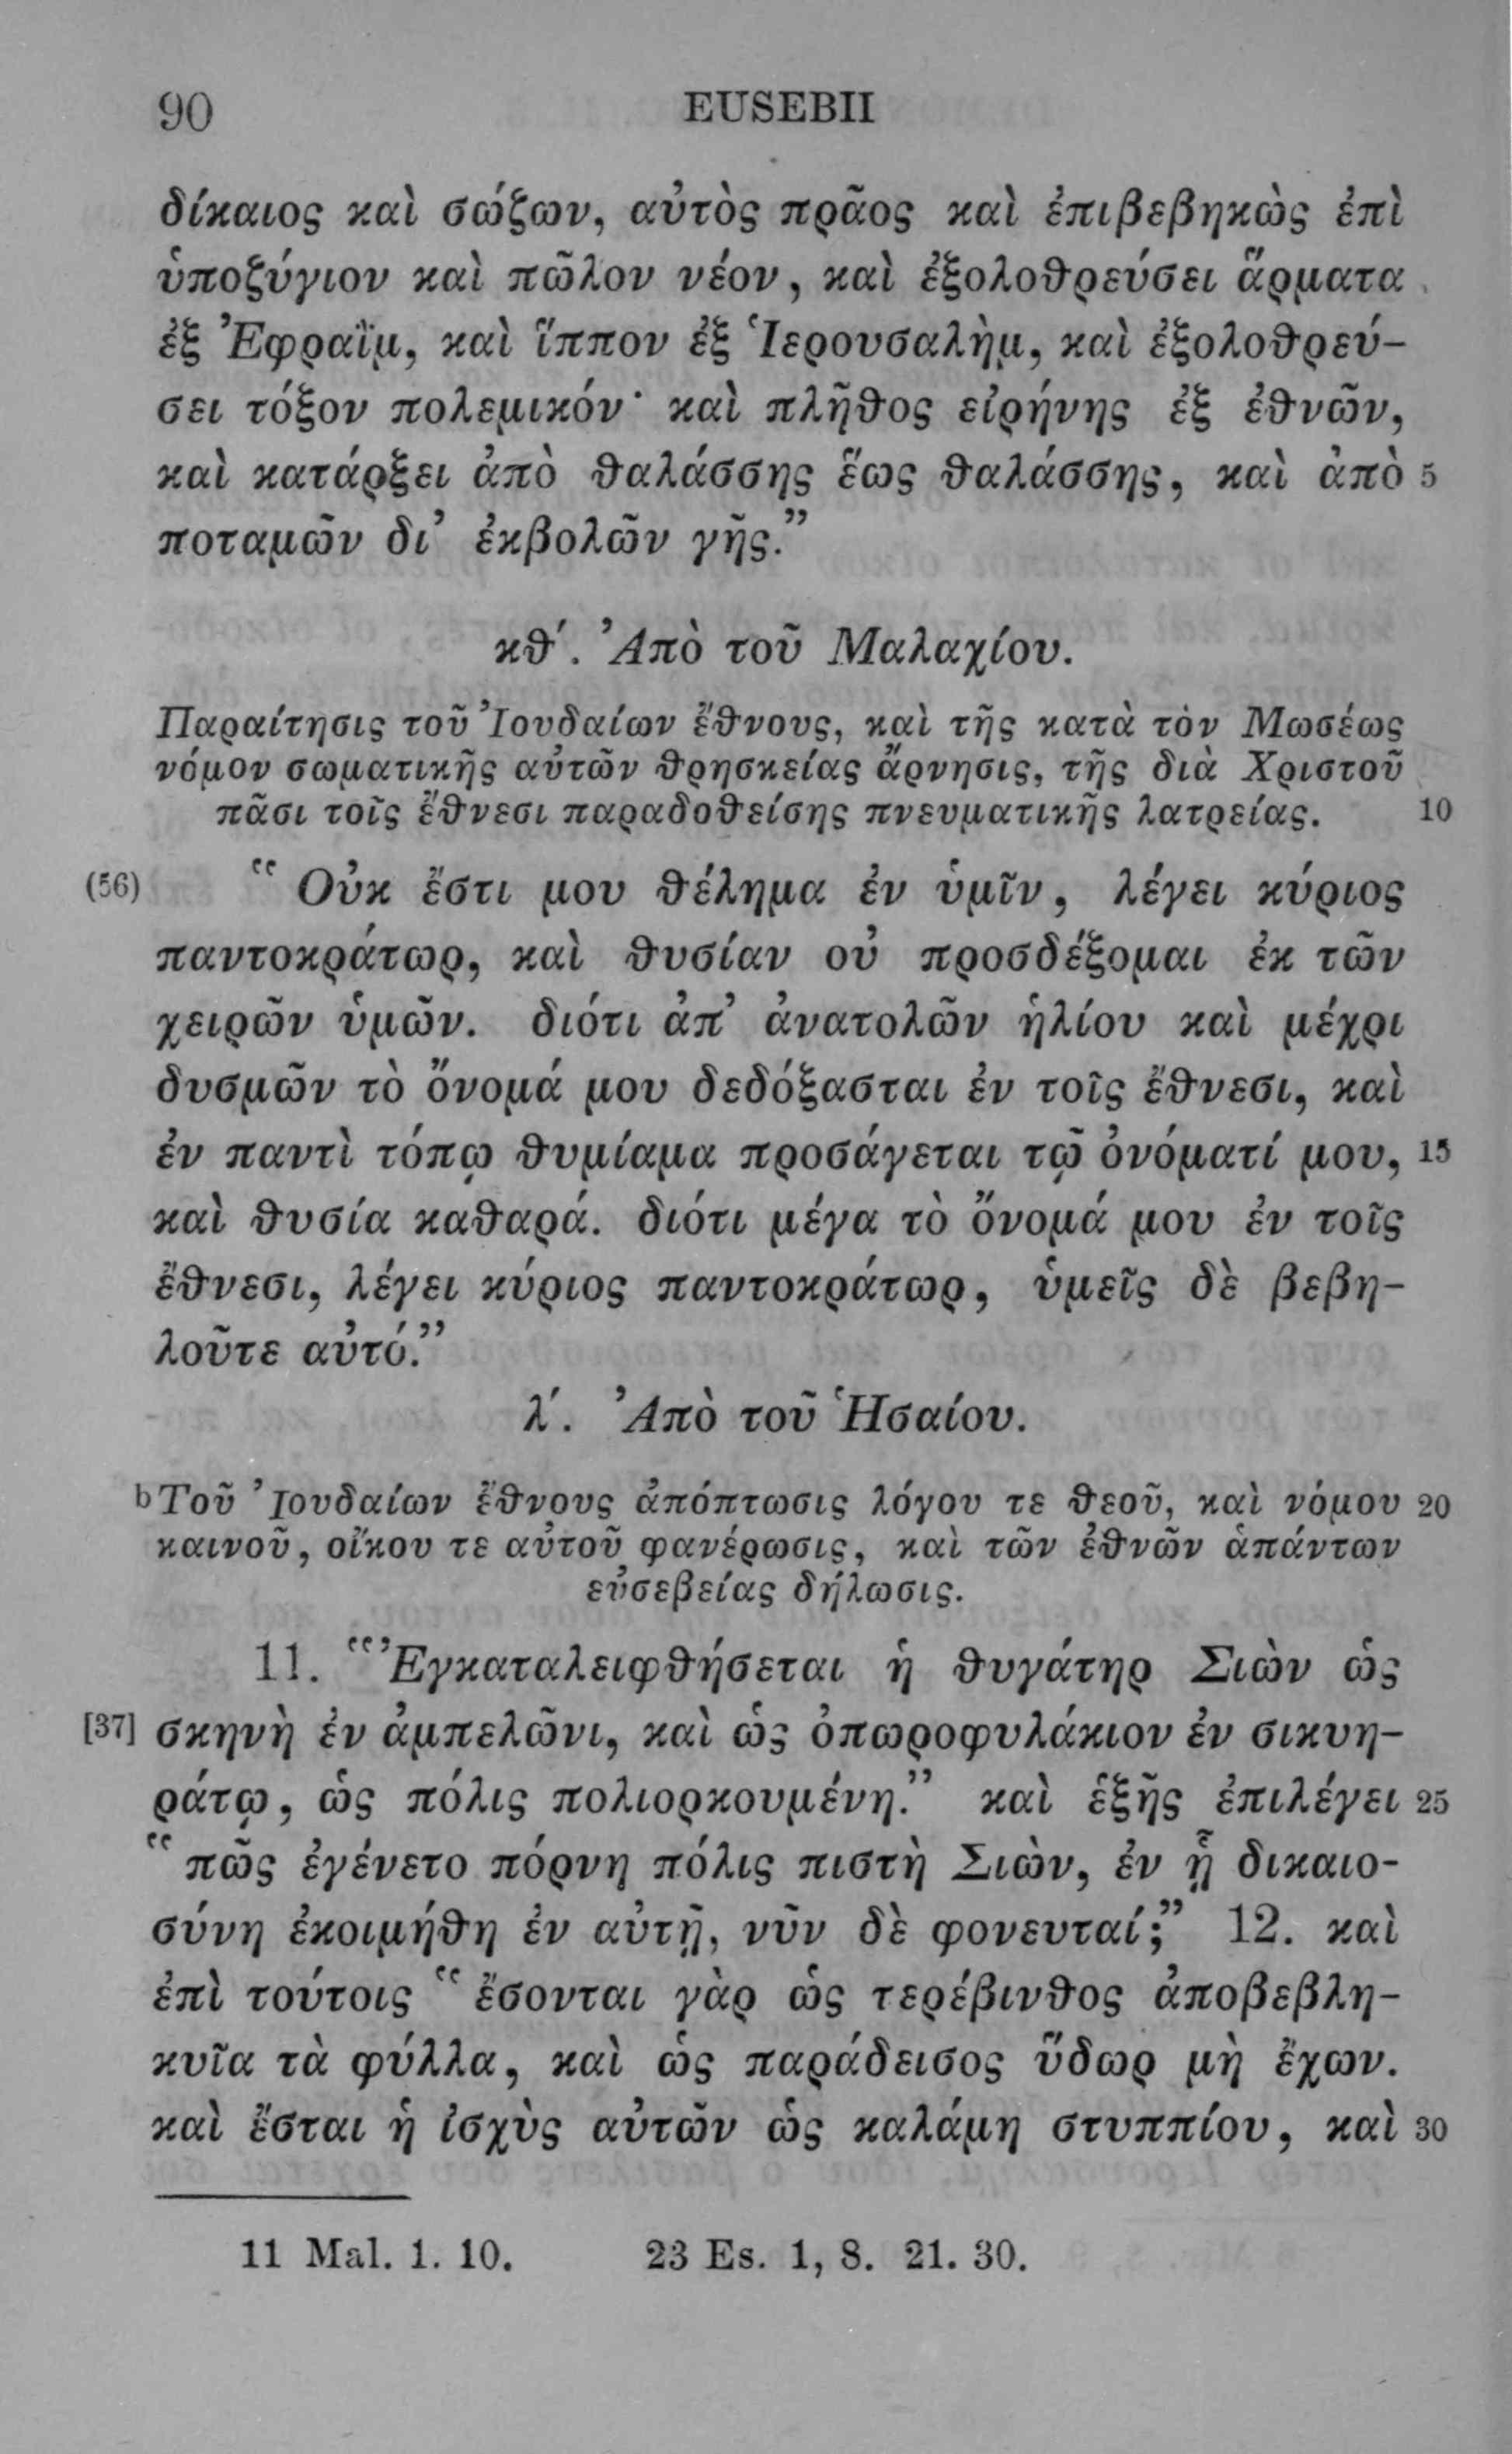 90 EUSEBII
δίκαιος καὶ σώζων, αὐτὸς πρᾶος καὶ ἐπιβεβηκὼς ἐπὶ
ὑποζύγιον καὶ πῶλον νέον, καὶ ἐξολοθρεύσει ἅρματα
ἐξ Ἐφραῒμ, καὶ ἵππον ἐξ Ἱερουσαλὴμ, καὶ ἐξολοθρεύ-
σει τόξον πολεμικόν· καὶ πλῆθος εἰρήνης ἐξ ἐθνῶν,
καὶ κατάρξει ἀπὸ θαλάσσης ἕως θαλάσσης, καὶ ἀπὸ 5
ποταμῶν δι’ ἐκβολῶν γῆς.”
κθ΄. Ἀπὸ τοῦ Μαλαχίου.
Παραίτησις τοῦ Ἰουδαίων ἔθνους, καὶ τῆς κατὰ τὸν Μωσέως
νόμον σωματικῆς αὐτῶν θρησκείας ἄρνησις, τῆς διὰ Χριστοῦ
πᾶσι τοῖς ἔθνεσι παραδοθείσης πνευματικῆς λατρείας. 10
(56) “Οὐκ ἔστι μου θέλημα ἐν ὑμῖν, λέγει κύριος
παντοκράτωρ, καὶ θυσίαν οὐ προσδέξομαι ἐκ τῶν
χειρῶν ὑμῶν. διότι ἀπ’ ἀνατολῶν ἡλίου καὶ μέχρι
δυσμῶν τὸ ὄνομά μου δεδόξασται ἐν τοῖς ἔθνεσι, καὶ
ἐν παντὶ τόπῳ θυμίαμα προσάγεται τῷ ὀνόματί μου, 15
καὶ θυσία καθαρά. διότι μέγα τὸ ὄνομά μου ἐν τοῖς
ἔθνεσι, λέγει κύριος παντοκράτωρ, ὑμεῖς δὲ βεβη-
λοῦτε αὐτό.”
λ΄. Ἀπὸ τοῦ Ἡσαίου.
b Τοῦ Ἰουδαίων ἔθνους ἀπόπτωσις λόγου τε θεοῦ, καὶ νόμου 20
καινοῦ, οἴκου τε αὐτοῦ φανέρωσις, καὶ τῶν ἐθνῶν ἁπάντων
εὐσεβείας δήλωσις.
11. “Ἐγκαταλειφθήσεται ἡ θυγάτηρ Σιὼν ὡς
[37] σκηνὴ ἐν ἀμπελῶνι, καὶ ὡς ὀπωροφυλάκιον ἐν σικυη-
ράτῳ, ὡς πόλις πολιορκουμένη.” καὶ ἑξῆς ἐπιλέγει 25
“πῶς ἐγένετο πόρνη πόλις πιστὴ Σιὼν, ἐν ᾗ δικαιο-
σύνη ἐκοιμήθη ἐν αὐτῇ, νῦν δὲ φονευταί;” 12. καὶ
ἐπὶ τούτοις “ἔσονται γὰρ ὡς τερέβινθος ἀποβεβλη-
κυῖα τὰ φύλλα, καὶ ὡς παράδεισος ὕδωρ μὴ ἔχων.
καὶ ἔσται ἡ ἰσχὺς αὐτῶν ὡς καλάμη στυππίου, καὶ 30
11 Mal. 1. 10. 23 Es. 1, 8. 21. 30.